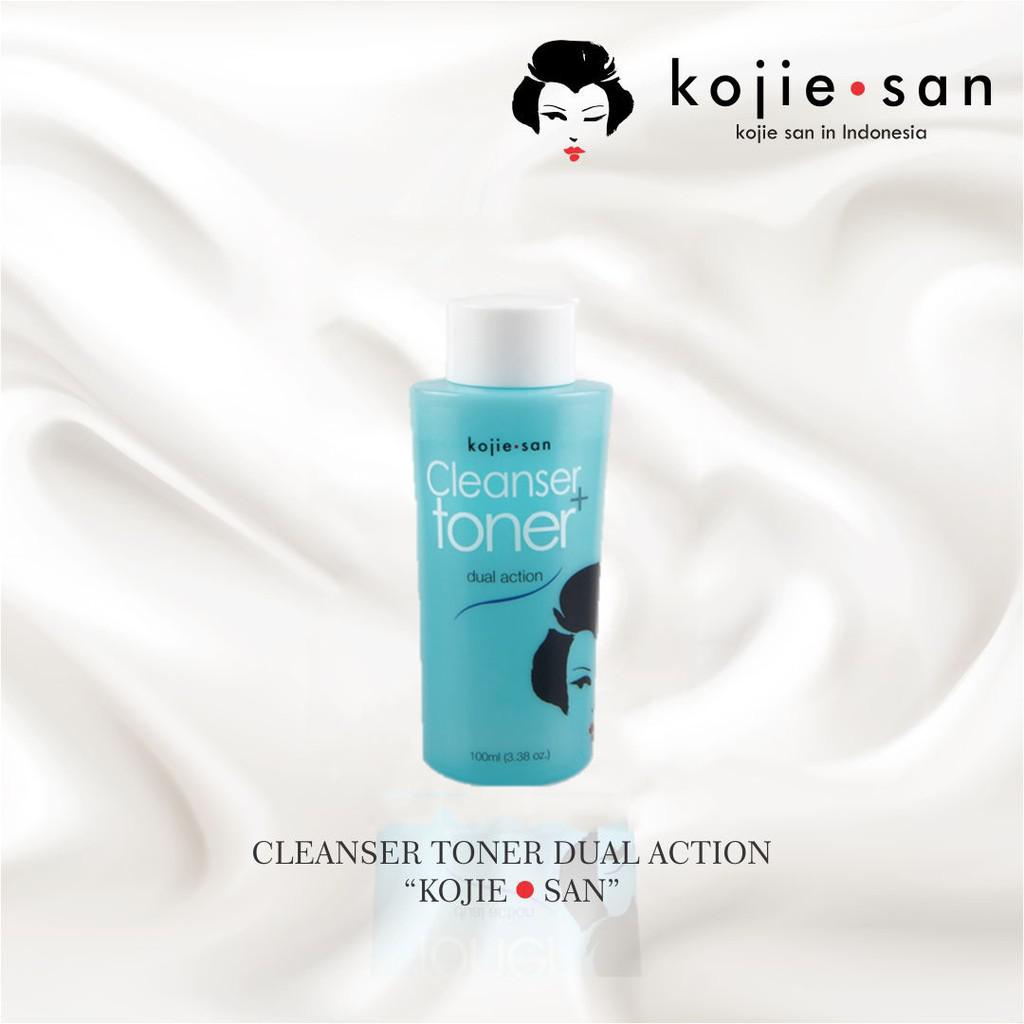 kojie•san
kojie san in Indonesia
kojie•san
Cleanser
+
toner
dual action
100ml (3.38 oz.)
CLEANSER TONER DUAL ACTION
“KOJIE • SAN”